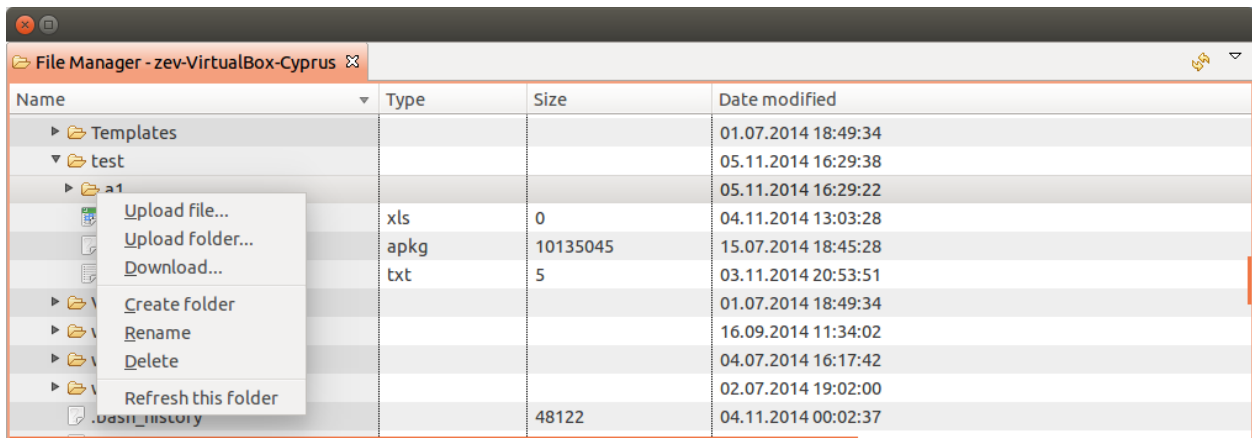 File Manager - zev-VirtualBox-Cyprus
Name Type Size Date modified
Templates 01.07.2014 18:49:34
test 05.11.2014 16:29:38
a1 05.11.2014 16:29:22
Upload file... xls 0 04.11.2014 13:03:28
Upload folder... apkg 10135045 15.07.2014 18:45:28
Download... txt 5 03.11.2014 20:53:51
Create folder 01.07.2014 18:49:34
Rename 16.09.2014 11:34:02
Delete 04.07.2014 16:17:42
Refresh this folder 02.07.2014 19:02:00
.bash_history 48122 04.11.2014 00:02:37